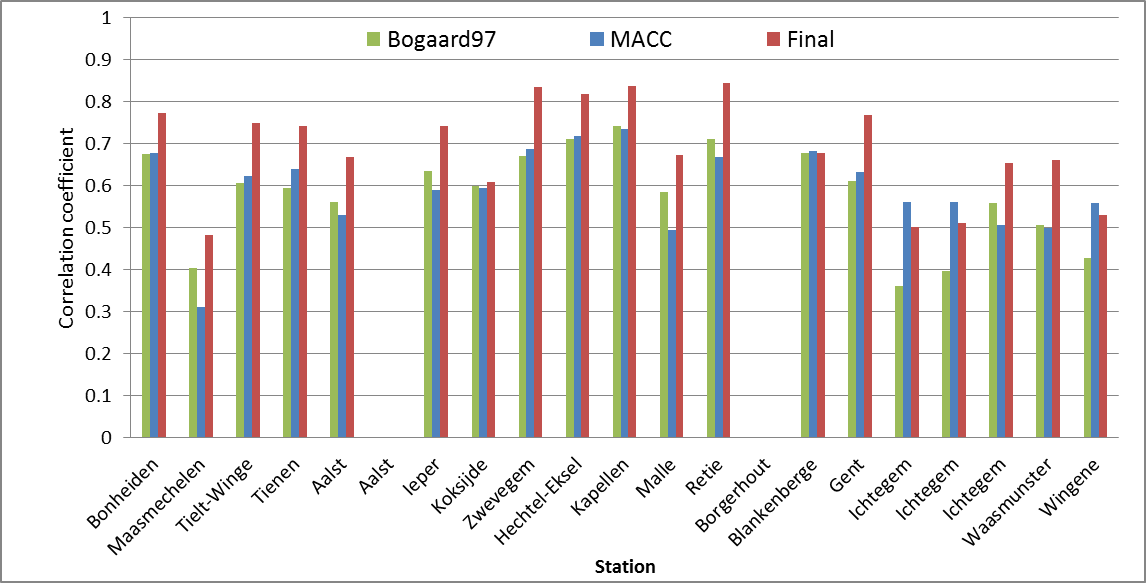 1
Bogaard97 MACC Final
0.9
0.8
0.7
0.6
0.5
0.4
0.3
0.2
0.1
0
Correlation coefficient
Bonheiden
Maasmechelen
Tielt-Winge
Tienen
Aalst
Aalst
Ieper
Koksijde
Zwevegem
Hechtel-Eksel
Kapellen
Malle
Retie
Borgerhout
Blankenberge
Gent
Ichtegem
Ichtegem
Ichtegem
Waasmunster
Wingene
Station